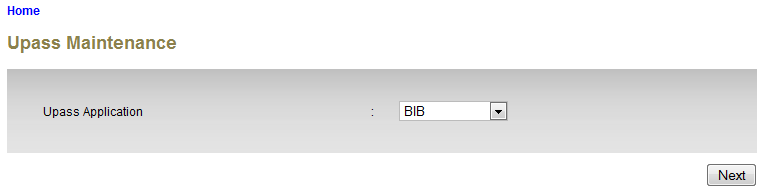 Home
Upass Maintenance
Upass Application : BIB
Next